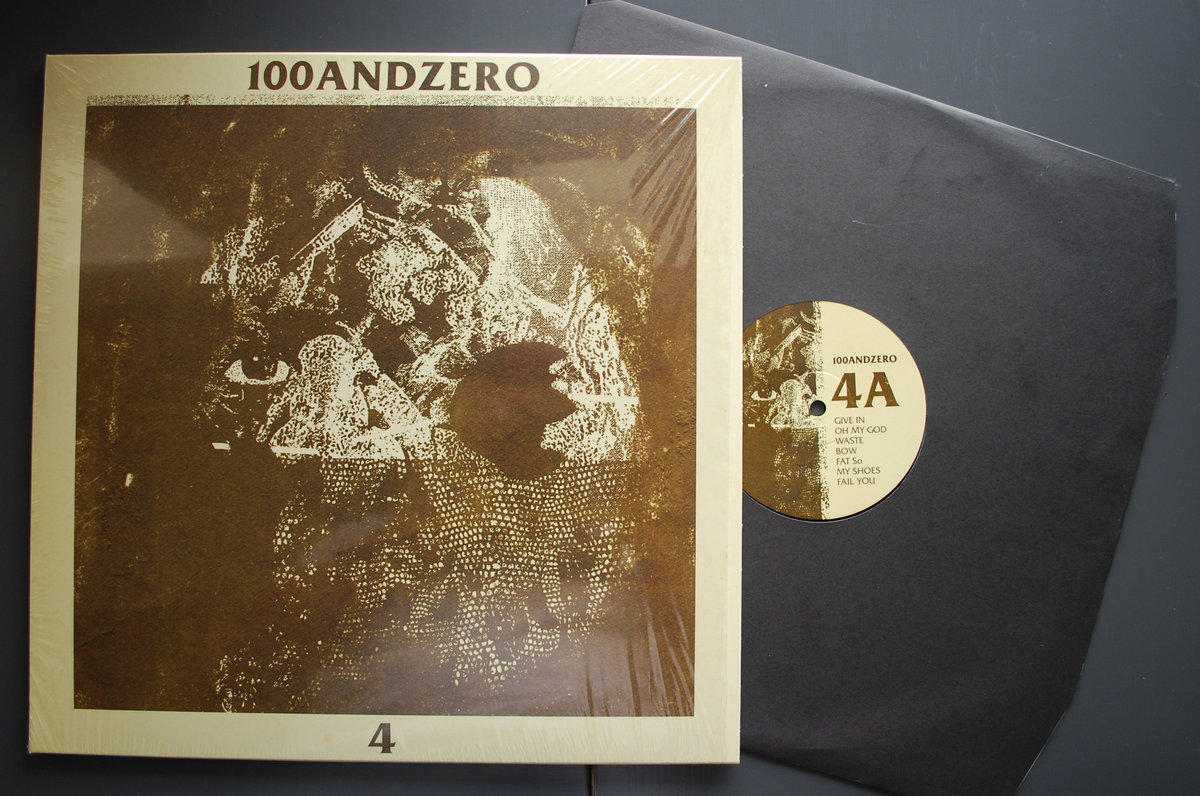 100ANDZERO
4
100ANDZERO
4A
GIVE IN
OH MY GOD
WASTE
BOW
FAT So
MY SHOES
FAIL YOU